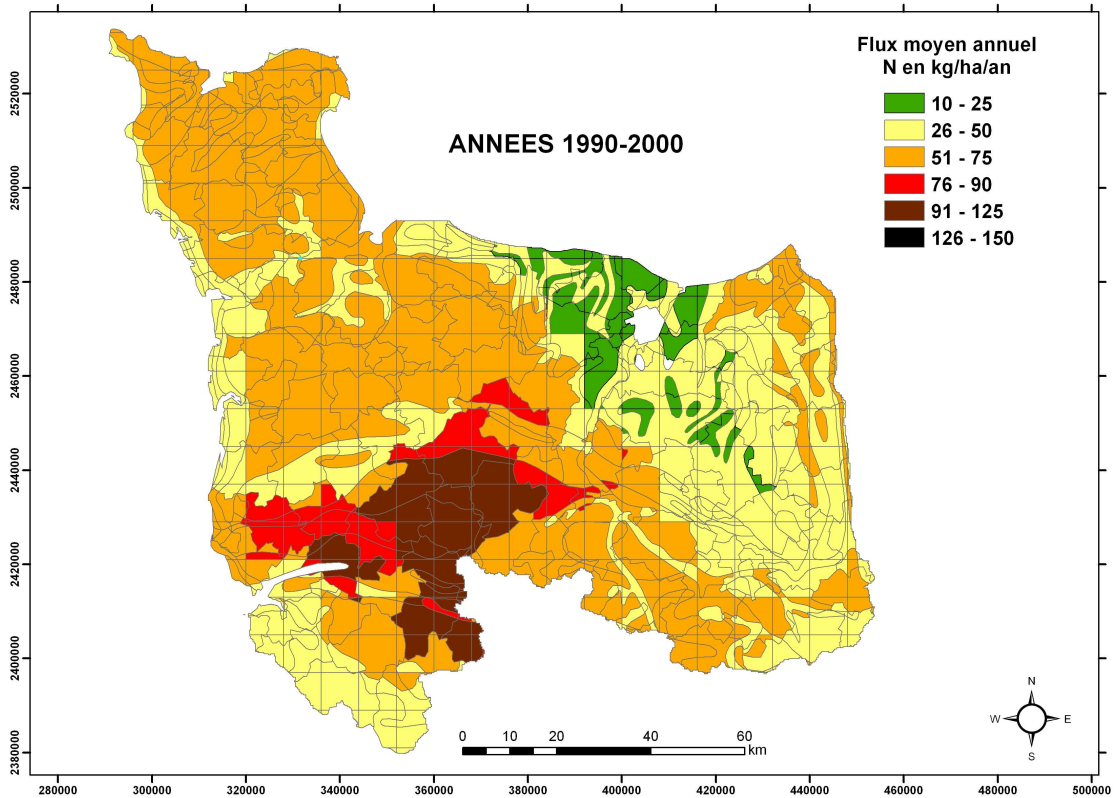 Flux moyen annuel
N en kg/ha/an
10 - 25
26 - 50
51 - 75
76 - 90
91 - 125
126 - 150
ANNEES 1990-2000
2520000
2500000
2480000
2460000
2440000
2420000
2400000
2380000
N
W E
S
0 10 20 40 60
km
280000 300000 320000 340000 360000 380000 400000 420000 440000 460000 480000 500000